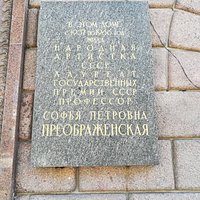 В ЭТОМ ДОМЕ
ЖИЛА
НАРОДНАЯ
АРТИСТКА
СССР
ЛАУРЕАТ
ГОСУДАРСТВЕННЫХ
ПРЕМИЙ СССР
ПРОФЕССОР
СОФЬЯ ПЕТРОВНА
ПРЕОБРАЖЕНСКАЯ